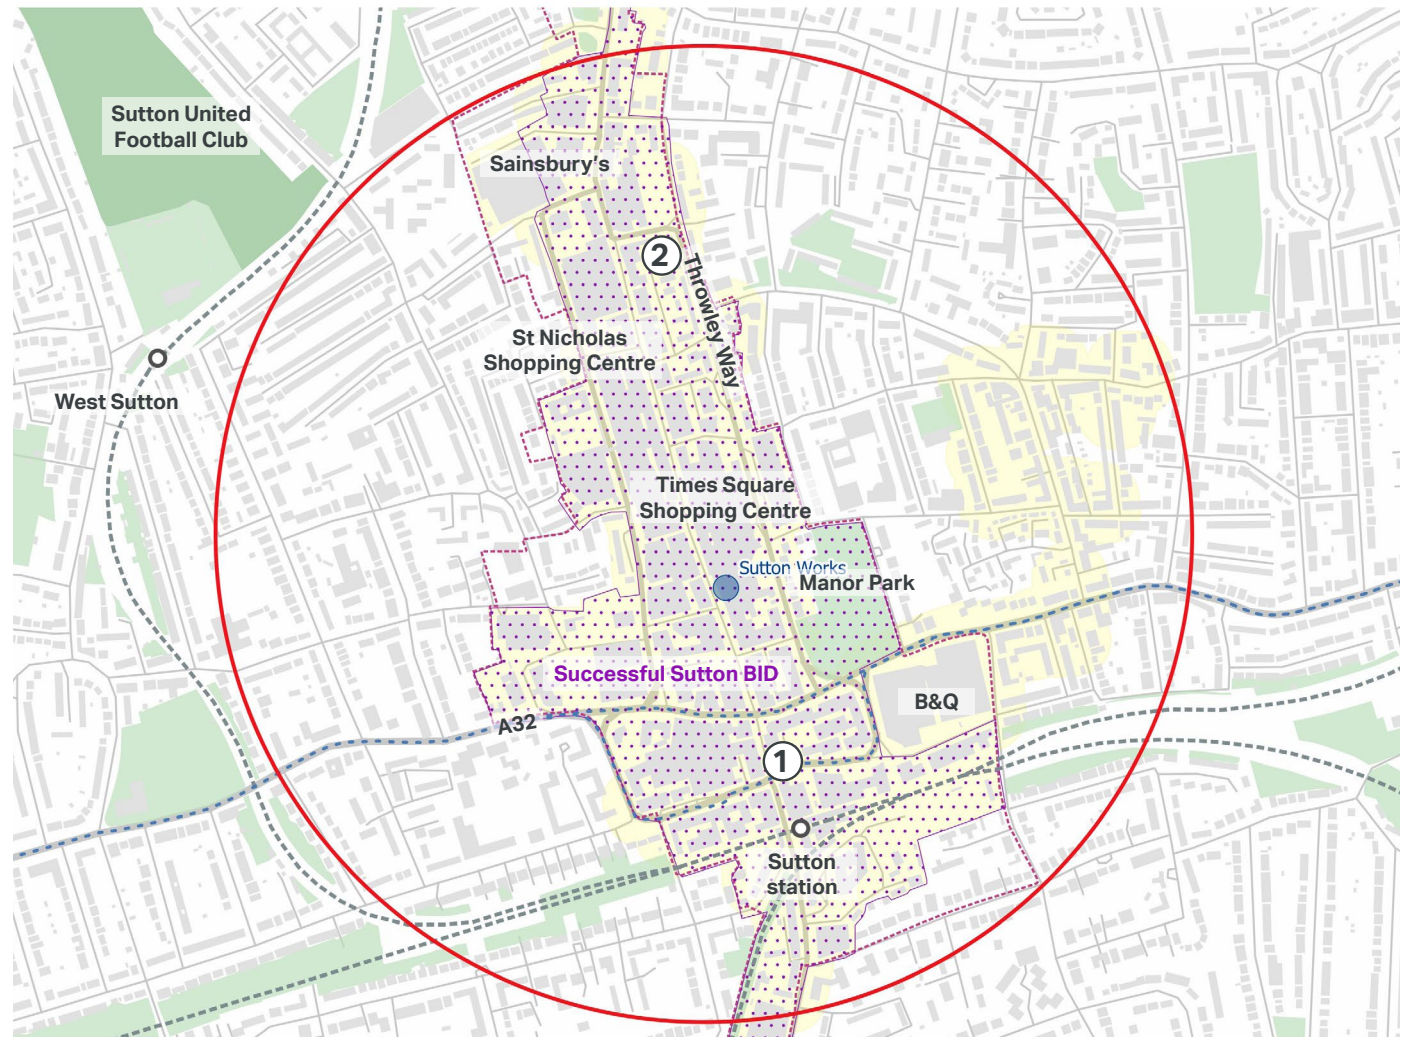 Sutton United
Football Club
Sainsbury's
2
Throwley Way
St Nicholas
Shopping Centre
West Sutton
Times Square
Shopping Centre
Sutton Works
Manor Park
Successful Sutton BID
B&Q
A32
1
Sutton
station